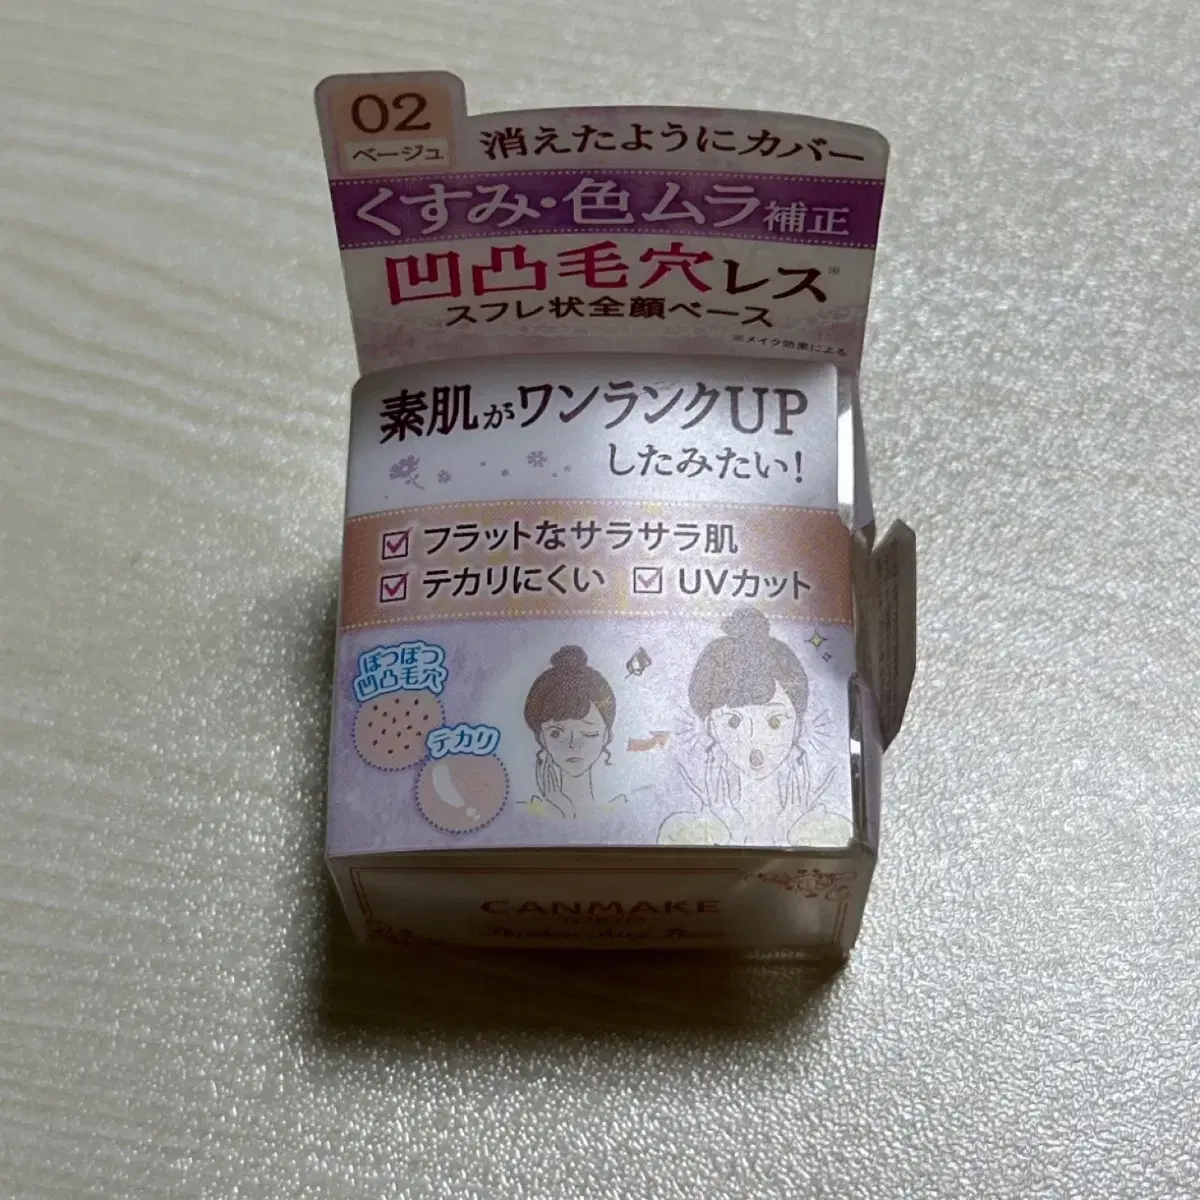 02
ベージュ
消えたようにカバー
くすみ・色ムラ補正
凹凸毛穴レス※
スフレ状全顔ベース
※メイク効果による
素肌がワンランクUP
したみたい!
フラットなサラサラ肌
テカリにくい UVカット
ぽつぽつ
凹凸毛穴
テカリ
CANMAKE
TOKYO